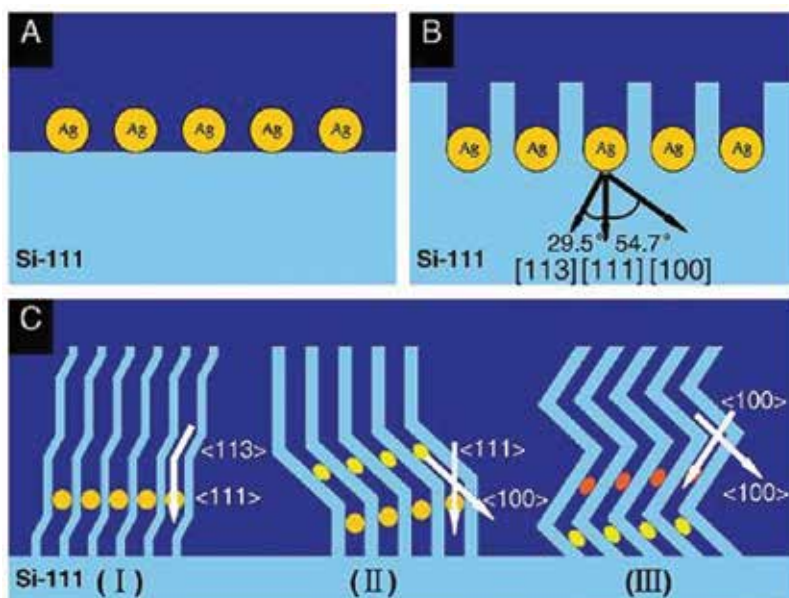 A
Ag Ag Ag Ag Ag
Si-111
B
Ag Ag Ag Ag Ag
29.5° 54.7°
Si-111 [113] [111] [100]
C
<113>
<111>
<111>
<100>
<100>
<100>
Si-111 (Ⅰ) (Ⅱ) (Ⅲ)